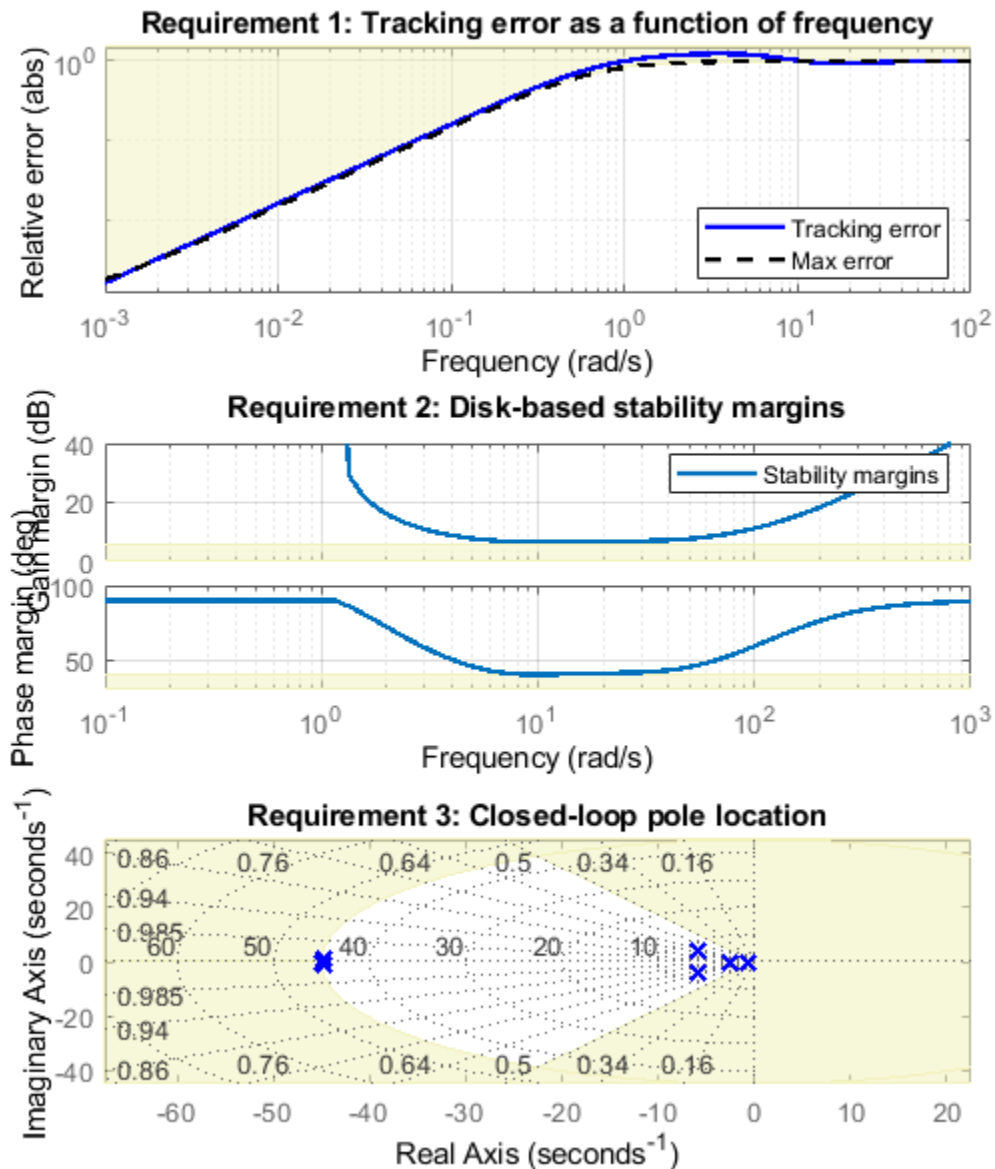 Requirement 1: Tracking error as a function of frequency
Relative error (abs)
10^0
Tracking error
Max error
10^-3 10^-2 10^-1 10^0 10^1 10^2
Frequency (rad/s)
Requirement 2: Disk-based stability margins
Gain margin (dB)
40
20
0
Stability margins
Phase margin (deg)
100
50
10^-1 10^0 10^1 10^2 10^3
Frequency (rad/s)
Requirement 3: Closed-loop pole location
Imaginary Axis (seconds^-1)
40
20
0
-20
-40
0.86 0.76 0.64 0.5 0.34 0.16
0.94
0.985
60 50 40 30 20 10
0.985
0.94
0.86 0.76 0.64 0.5 0.34 0.16
-60 -50 -40 -30 -20 -10 0 10 20
Real Axis (seconds^-1)